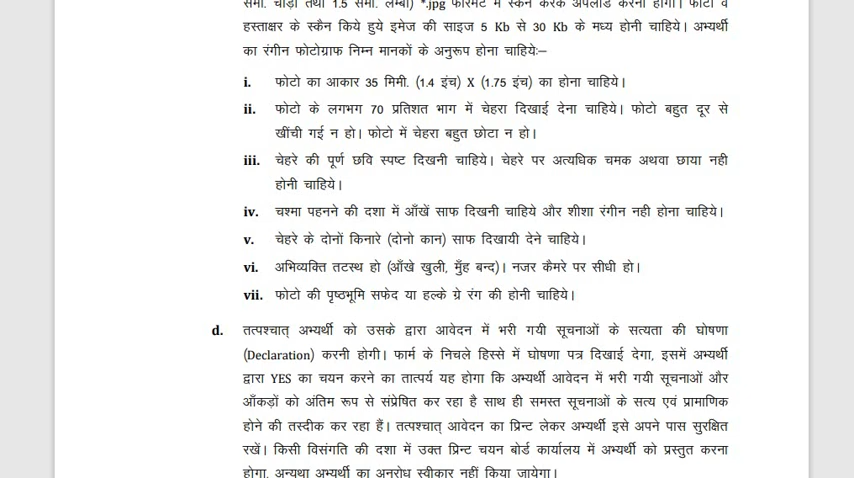 सेमी. चौड़ी तथा 1.5 सेमी. लम्बी) *.jpg फॉरमेट में स्कैन करके अपलोड करना होगा। फोटो व
हस्ताक्षर के स्कैन किये हुये इमेज की साइज 5 Kb से 30 Kb के मध्य होनी चाहिये। अभ्यर्थी
का रंगीन फोटोग्राफ निम्न मानकों के अनुरूप होना चाहिये:–
i. फोटो का आकार 35 मिमी. (1.4 इंच) X (1.75 इंच) का होना चाहिये।
ii. फोटो के लगभग 70 प्रतिशत भाग में चेहरा दिखाई देना चाहिये। फोटो बहुत दूर से
खींची गई न हो। फोटो में चेहरा बहुत छोटा न हो।
iii. चेहरे की पूर्ण छवि स्पष्ट दिखनी चाहिये। चेहरे पर अत्यधिक चमक अथवा छाया नही
होनी चाहिये।
iv. चश्मा पहनने की दशा में आँखें साफ दिखनी चाहिये और शीशा रंगीन नही होना चाहिये।
v. चेहरे के दोनों किनारे (दोनो कान) साफ दिखायी देने चाहिये।
vi. अभिव्यक्ति तटस्थ हो (आँखे खुली, मुँह बन्द)। नजर कैमरे पर सीधी हो।
vii. फोटो की पृष्ठभूमि सफेद या हल्के ग्रे रंग की होनी चाहिये।
d. तत्पश्चात् अभ्यर्थी को उसके द्वारा आवेदन में भरी गयी सूचनाओं के सत्यता की घोषणा
(Declaration) करनी होगी। फार्म के निचले हिस्से में घोषणा पत्र दिखाई देगा, इसमें अभ्यर्थी
द्वारा YES का चयन करने का तात्पर्य यह होगा कि अभ्यर्थी आवेदन में भरी गयी सूचनाओं और
आँकड़ों को अंतिम रूप से संप्रेषित कर रहा है साथ ही समस्त सूचनाओं के सत्य एवं प्रामाणिक
होने की तस्दीक कर रहा हैं। तत्पश्चात् आवेदन का प्रिन्ट लेकर अभ्यर्थी इसे अपने पास सुरक्षित
रखें। किसी विसंगति की दशा में उक्त प्रिन्ट चयन बोर्ड कार्यालय में अभ्यर्थी को प्रस्तुत करना
होगा, अन्यथा अभ्यर्थी का अनुरोध स्वीकार नहीं किया जायेगा।